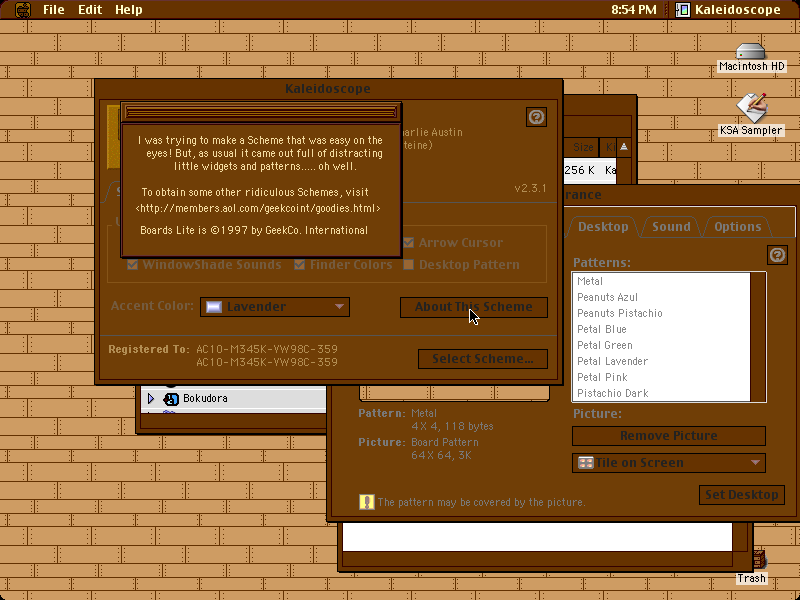 File Edit Help
8:54 PM
Kaleidoscope
Macintosh HD
KSA Sampler
Kaleidoscope
I was trying to make a Scheme that was easy on the
eyes! But, as usual it came out full of distracting
little widgets and patterns..... oh well.
To obtain some other ridiculous Schemes, visit
<http://members.aol.com/geekcoint/goodies.html>
Boards Lite is ©1997 by GeekCo. International
arlie Austin
teine)
v2.3.1
Arrow Cursor
WindowShade Sounds
Finder Colors
Desktop Pattern
Accent Color:
Lavender
About This Scheme
Registered To: AC10-M345K-YW98C-359
AC10-M345K-YW98C-359
Select Scheme...
Size
Ki
256 K
Ka
rance
Desktop
Sound
Options
Patterns:
Metal
Peanuts Azul
Peanuts Pistachio
Petal Blue
Petal Green
Petal Lavender
Petal Pink
Pistachio Dark
Picture:
Remove Picture
Tile on Screen
Set Desktop
Bokudora
Pattern: Metal
4 X 4, 118 bytes
Picture: Board Pattern
64 X 64, 3K
The pattern may be covered by the picture.
Trash